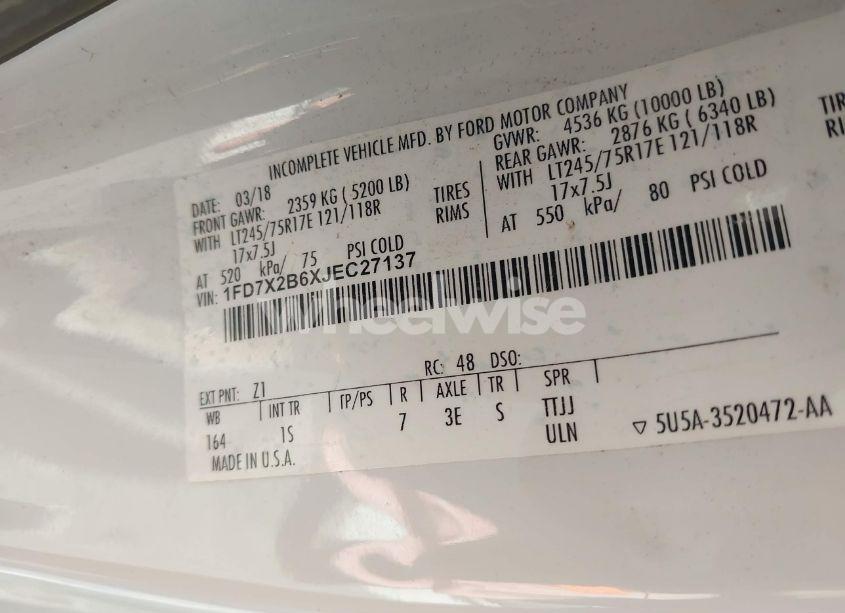 INCOMPLETE VEHICLE MFD. BY FORD MOTOR COMPANY
DATE: 03/18 GVWR: 4536 KG (10000 LB)
FRONT GAWR: 2359 KG ( 5200 LB) REAR GAWR: 2876 KG ( 6340 LB)
WITH LT245/75R17E 121/118R TIRES WITH LT245/75R17E 121/118R TIR
17x7.5J RIMS 17x7.5J RI
AT 520 kPa/ 75 PSI COLD AT 550 kPa/ 80 PSI COLD
VIN: 1FD7X2B6XJEC27137
wheelwise
EXT PNT: Z1 RC: 48 DSO:
WB INT TR TP/PS R AXLE TR SPR
164 1S 7 3E S TTJJ
ULN
MADE IN U.S.A. ▽ 5U5A-3520472-AA